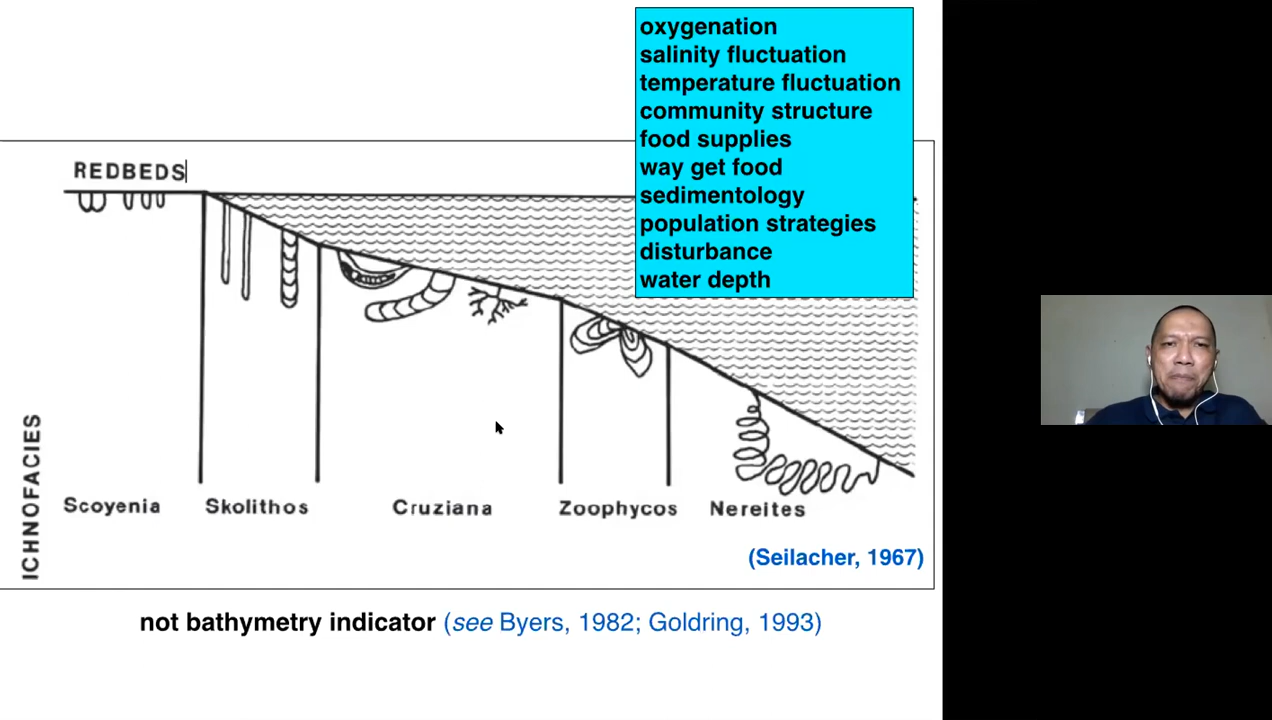 oxygenation
salinity fluctuation
temperature fluctuation
community structure
food supplies
way get food
sedimentology
population strategies
disturbance
water depth
REDBEDS
ICHNOFACIES
Scoyenia Skolithos Cruziana Zoophycos Nereites
(Seilacher, 1967)
not bathymetry indicator (see Byers, 1982; Goldring, 1993)